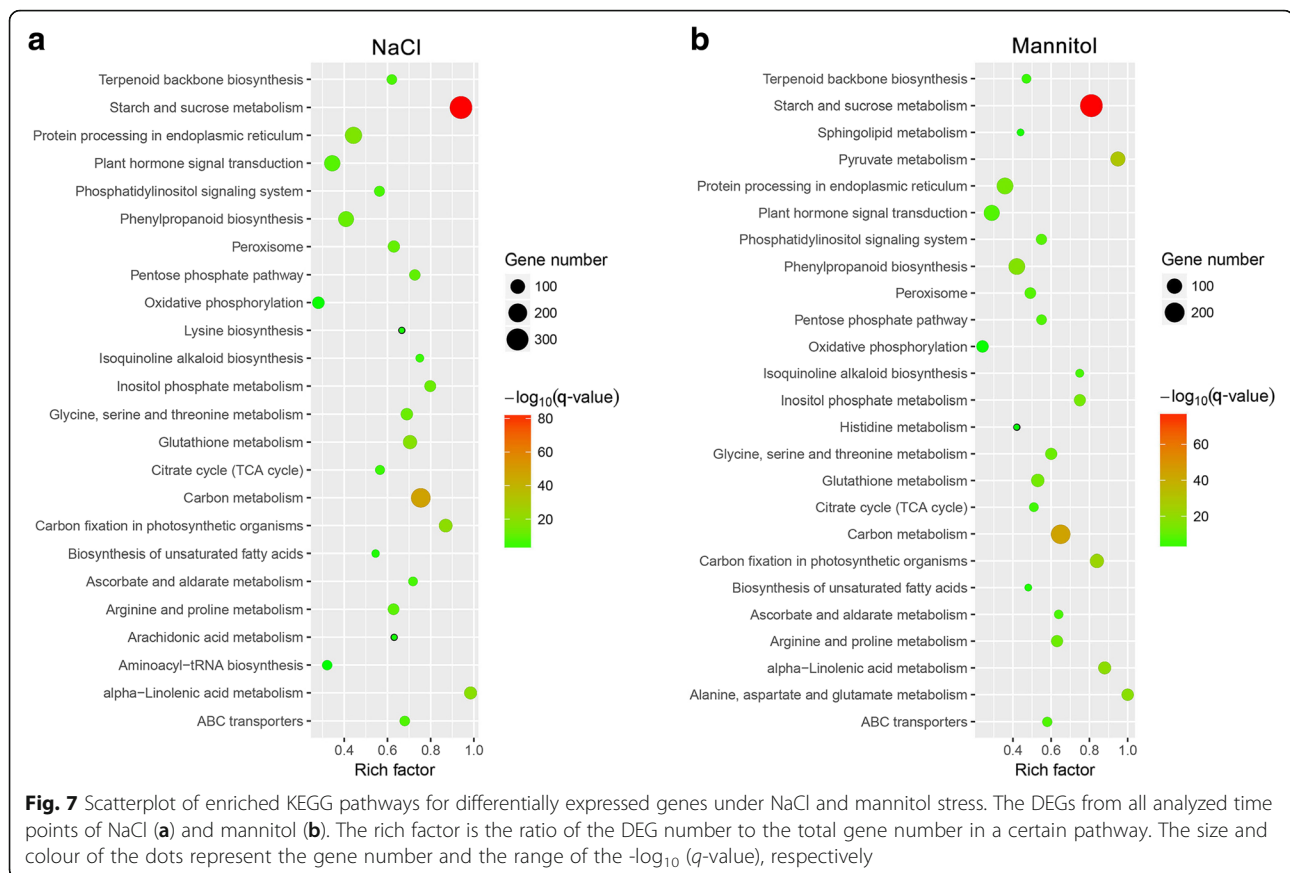 a
NaCl
Terpenoid backbone biosynthesis
Starch and sucrose metabolism
Protein processing in endoplasmic reticulum
Plant hormone signal transduction
Phosphatidylinositol signaling system
Phenylpropanoid biosynthesis
Peroxisome
Pentose phosphate pathway
Oxidative phosphorylation
Lysine biosynthesis
Isoquinoline alkaloid biosynthesis
Inositol phosphate metabolism
Glycine, serine and threonine metabolism
Glutathione metabolism
Citrate cycle (TCA cycle)
Carbon metabolism
Carbon fixation in photosynthetic organisms
Biosynthesis of unsaturated fatty acids
Ascorbate and aldarate metabolism
Arginine and proline metabolism
Arachidonic acid metabolism
Aminoacyl−tRNA biosynthesis
alpha−Linolenic acid metabolism
ABC transporters
0.4 0.6 0.8 1.0
Rich factor
Gene number
100
200
300
−log₁₀(q-value)
80
60
40
20
b
Mannitol
Terpenoid backbone biosynthesis
Starch and sucrose metabolism
Sphingolipid metabolism
Pyruvate metabolism
Protein processing in endoplasmic reticulum
Plant hormone signal transduction
Phosphatidylinositol signaling system
Phenylpropanoid biosynthesis
Peroxisome
Pentose phosphate pathway
Oxidative phosphorylation
Isoquinoline alkaloid biosynthesis
Inositol phosphate metabolism
Histidine metabolism
Glycine, serine and threonine metabolism
Glutathione metabolism
Citrate cycle (TCA cycle)
Carbon metabolism
Carbon fixation in photosynthetic organisms
Biosynthesis of unsaturated fatty acids
Ascorbate and aldarate metabolism
Arginine and proline metabolism
alpha−Linolenic acid metabolism
Alanine, aspartate and glutamate metabolism
ABC transporters
0.4 0.6 0.8 1.0
Rich factor
Gene number
100
200
−log₁₀(q-value)
60
40
20
Fig. 7 Scatterplot of enriched KEGG pathways for differentially expressed genes under NaCl and mannitol stress. The DEGs from all analyzed time
points of NaCl (a) and mannitol (b). The rich factor is the ratio of the DEG number to the total gene number in a certain pathway. The size and
colour of the dots represent the gene number and the range of the -log₁₀ (q-value), respectively